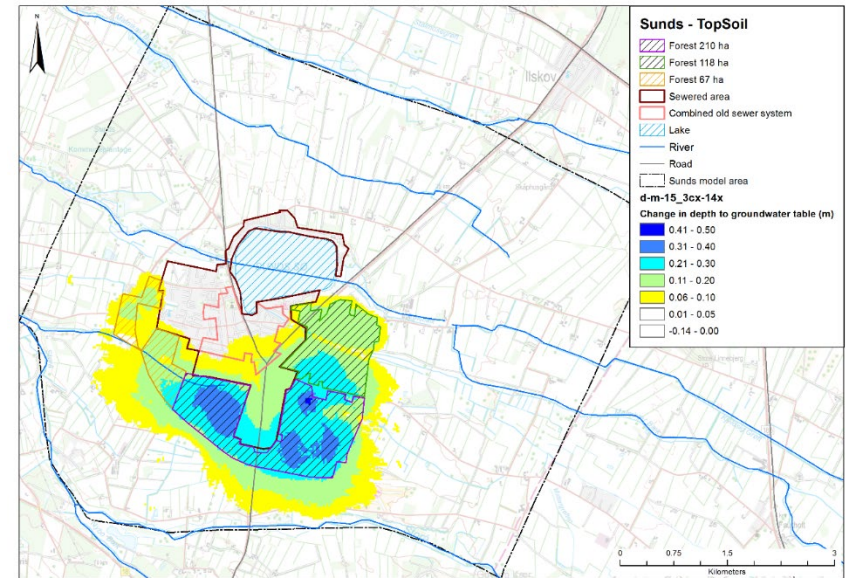 N
Ilskov
Sunds - TopSoil
Forest 210 ha
Forest 118 ha
Forest 67 ha
Sewered area
Combined old sewer system
Lake
River
Road
Sunds model area
d-m-15_3cx-14x
Change in depth to groundwater table (m)
0.41 - 0.50
0.31 - 0.40
0.21 - 0.30
0.11 - 0.20
0.06 - 0.10
0.01 - 0.05
-0.14 - 0.00
0 0.75 1.5 3
Kilometers